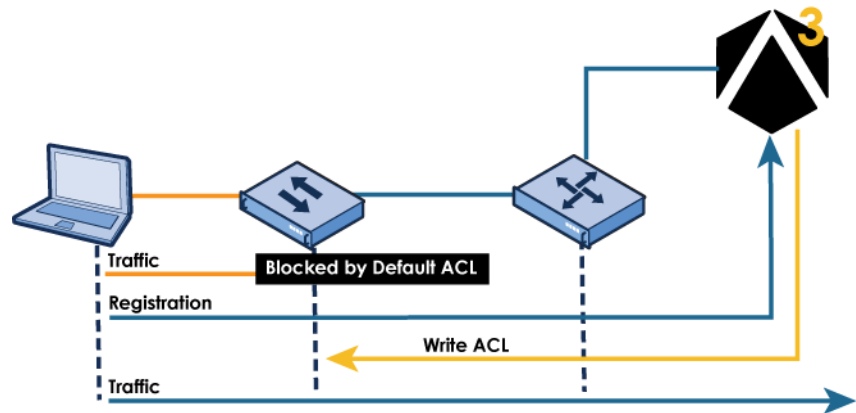 3
Traffic
Blocked by Default ACL
Registration
Write ACL
Traffic